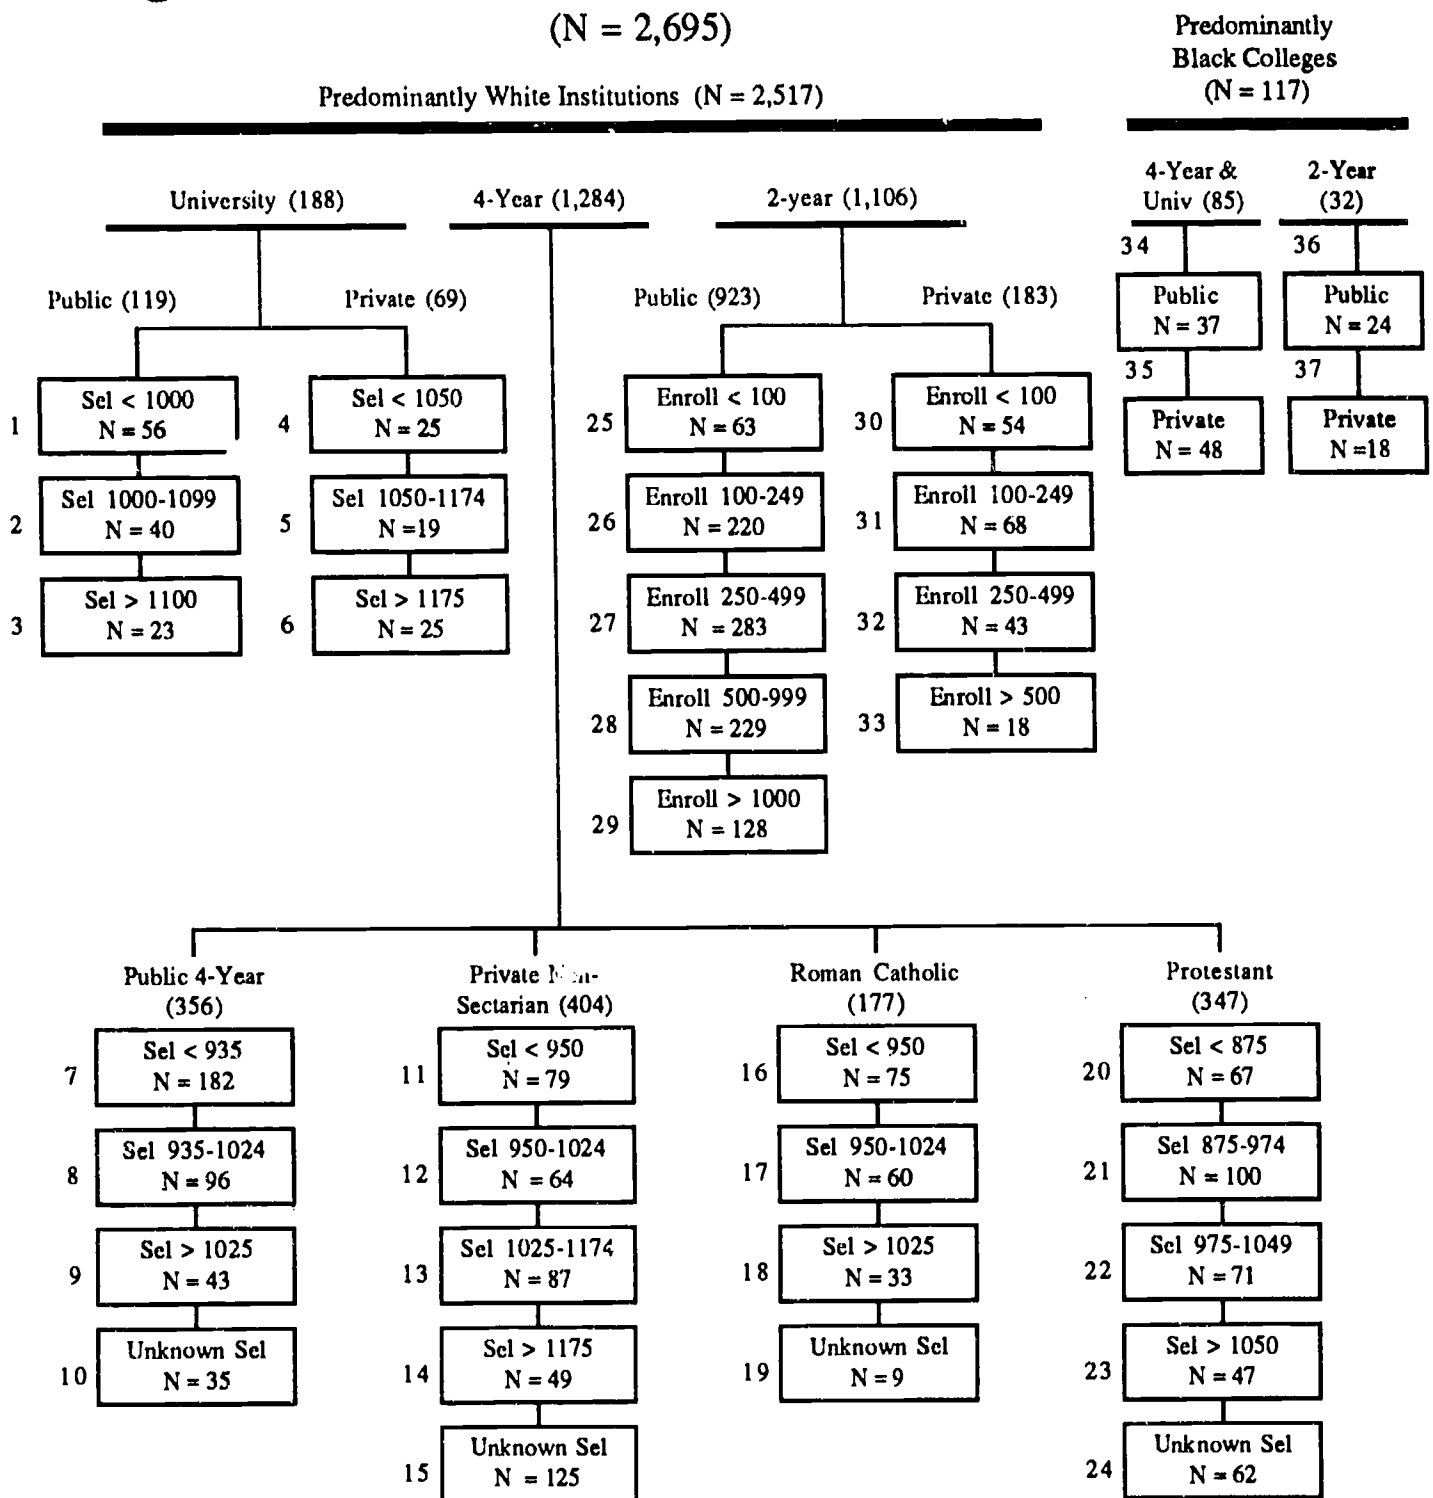 (N = 2,695)
Predominantly
Black Colleges
(N = 117)
Predominantly White Institutions (N = 2,517)
University (188)
4-Year (1,284)
2-year (1,106)
4-Year &
Univ (85)
2-Year
(32)
Public (119)
Private (69)
Public (923)
Private (183)
34
Public
N = 37
35
Private
N = 48
36
Public
N = 24
37
Private
N =18
1
Sel < 1000
N = 56
2
Sel 1000-1099
N = 40
3
Sel > 1100
N = 23
4
Sel < 1050
N = 25
5
Sel 1050-1174
N =19
6
Sel > 1175
N = 25
25
Enroll < 100
N = 63
26
Enroll 100-249
N = 220
27
Enroll 250-499
N = 283
28
Enroll 500-999
N = 229
29
Enroll > 1000
N = 128
30
Enroll < 100
N = 54
31
Enroll 100-249
N = 68
32
Enroll 250-499
N = 43
33
Enroll > 500
N = 18
Public 4-Year
(356)
7
Sel < 935
N = 182
8
Sel 935-1024
N = 96
9
Sel > 1025
N = 43
10
Unknown Sel
N = 35
Private
Sectarian (404)
11
Sel < 950
N = 79
12
Sel 950-1024
N = 64
13
Sel 1025-1174
N = 87
14
Sel > 1175
N = 49
15
Unknown Sel
N = 125
Roman Catholic
(177)
16
Sel < 950
N = 75
17
Sel 950-1024
N = 60
18
Sel > 1025
N = 33
19
Unknown Sel
N = 9
Protestant
(347)
20
Sel < 875
N = 67
21
Sel 875-974
N = 100
22
Sel 975-1049
N = 71
23
Sel > 1050
N = 47
24
Unknown Sel
N = 62